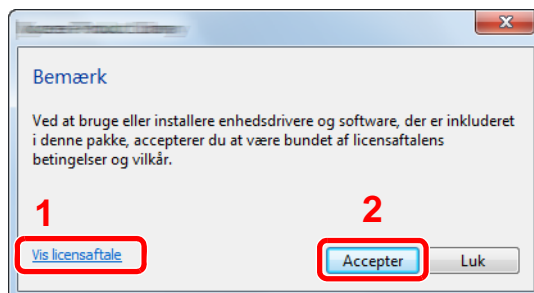 Bemærk
Ved at bruge eller installere enhedsdrivere og software, der er inkluderet
i denne pakke, accepterer du at være bundet af licensaftalens
betingelser og vilkår.
1
2
Vis licensaftale
Accepter
Luk